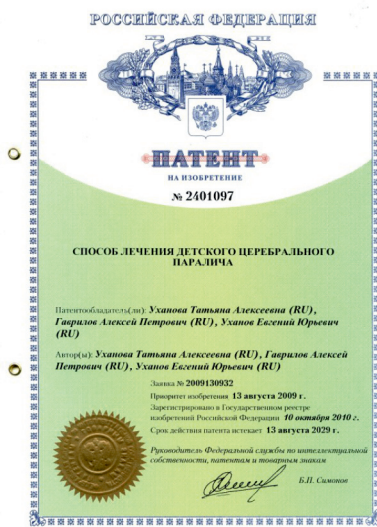 РОССИЙСКАЯ ФЕДЕРАЦИЯ
ПАТЕНТ
НА ИЗОБРЕТЕНИЕ
№ 2401097
СПОСОБ ЛЕЧЕНИЯ ДЕТСКОГО ЦЕРЕБРАЛЬНОГО
ПАРАЛИЧА
Патентообладатель(ли): Уханова Татьяна Алексеевна (RU),
Гаврилов Алексей Петрович (RU), Уханов Евгений Юрьевич
(RU)
Автор(ы): Уханова Татьяна Алексеевна (RU), Гаврилов Алексей
Петрович (RU), Уханов Евгений Юрьевич (RU)
Заявка № 2009130932
Приоритет изобретения 13 августа 2009 г.
Зарегистрировано в Государственном реестре
изобретений Российской Федерации 10 октября 2010 г.
Срок действия патента истекает 13 августа 2029 г.
Руководитель Федеральной службы по интеллектуальной
собственности, патентам и товарным знакам
Б.П. Симонов